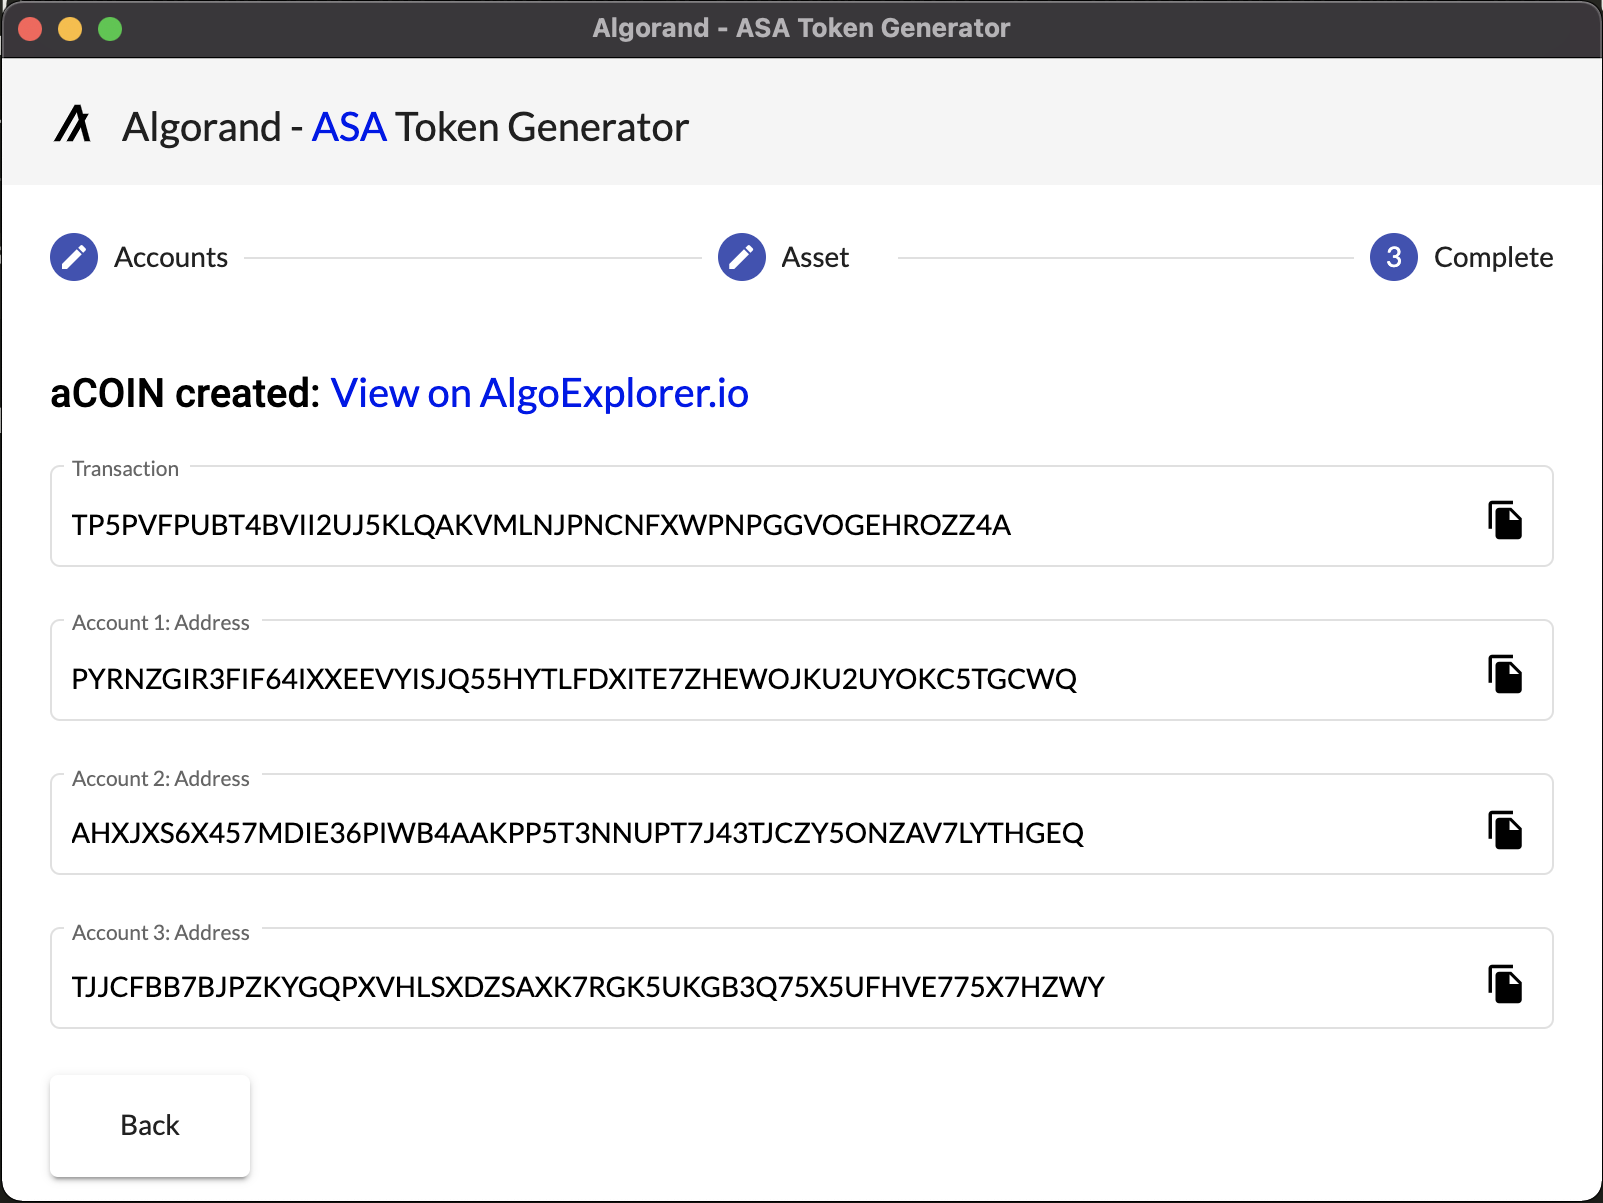 Algorand - ASA Token Generator
Algorand - ASA Token Generator
Accounts
Asset
3 Complete
aCOIN created: View on AlgoExplorer.io
Transaction
TP5PVFPUBT4BVII2UJ5KLQAKVMLNJPNCNFXWPNPGGVOGEHROZZ4A
Account 1: Address
PYRNZGIR3FIF64IXXEEVYISJQ55HYTLFDXITE7ZHEWOJKU2UYOKC5TGCWQ
Account 2: Address
AHXJXS6X457MDIE36PIWB4AAKPP5T3NNUPT7J43TJCZY5ONZAV7LYTHGEQ
Account 3: Address
TJJCFBB7BJPZKYGQPXVHLSXDZSAXK7RGK5UKGB3Q75X5UFHVE775X7HZWY
Back